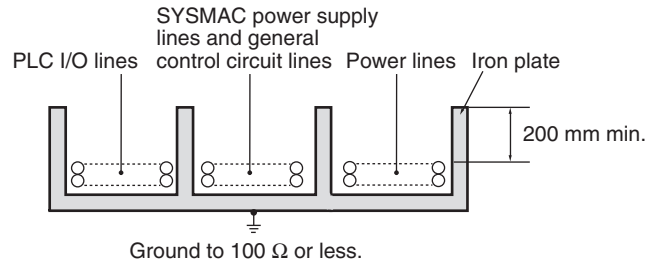 SYSMAC power supply
lines and general
PLC I/O lines control circuit lines Power lines Iron plate
200 mm min.
Ground to 100 Ω or less.